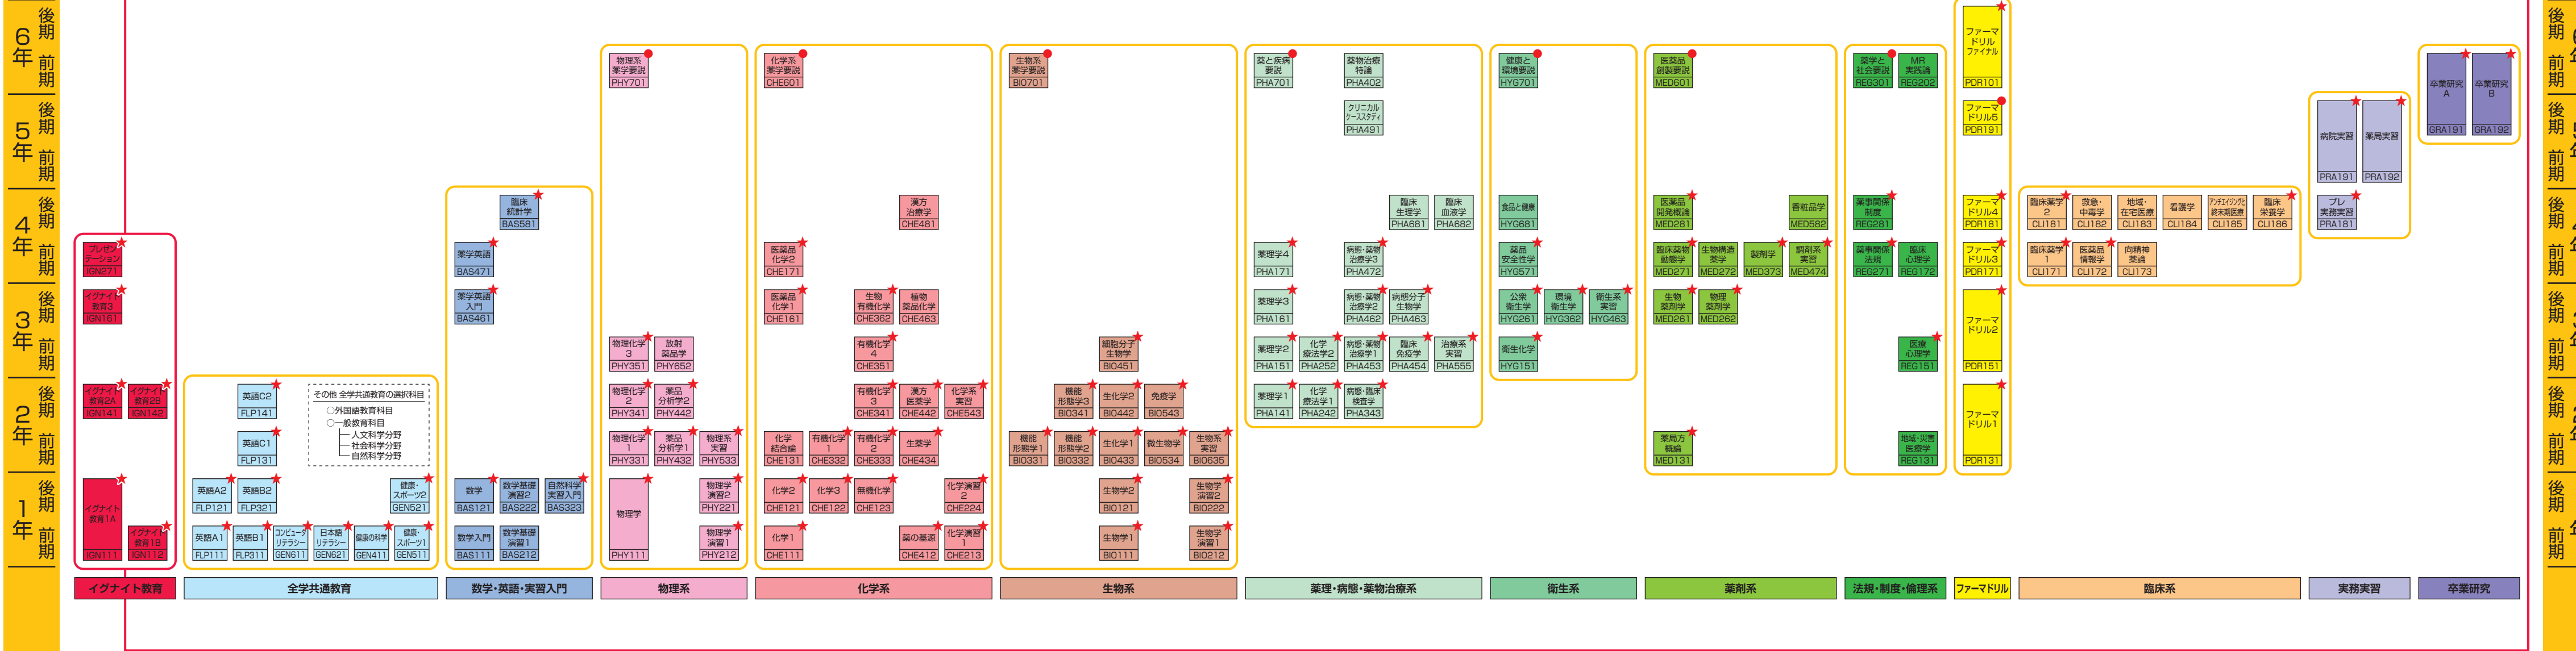 後期
6年
前期
後期
5年
前期
後期
4年
前期
後期
3年
前期
後期
2年
前期
後期
1年
前期
プレゼン
テーション
IGN271
イグナイト
教育3
IGN161
イグナイト
教育2A
IGN141
イグナイト
教育2B
IGN142
イグナイト
教育1A
IGN111
イグナイト
教育1B
IGN112
イグナイト教育
英語C2
FLP141
その他 全学共通教育の選択科目
○外国語教育科目
○一般教育科目
人文科学分野
社会科学分野
自然科学分野
英語C1
FLP131
英語A2
FLP121
英語B2
FLP321
健康・
スポーツ2
GEN521
英語A1
FLP111
英語B1
FLP311
コンピュータ
リテラシー
GEN611
日本語
リテラシー
GEN621
健康の科学
GEN411
健康・
スポーツ1
GEN511
全学共通教育
臨床
統計学
BAS581
薬学英語
BAS471
薬学英語
入門
BAS461
数学
BAS121
数学基礎
演習2
BAS222
自然科学
実習入門
BAS323
数学入門
BAS111
数学基礎
演習1
BAS212
数学・英語・実習入門
物理系
薬学要説
PHY701
物理化学
3
PHY351
放射
薬品学
PHY652
物理化学
2
PHY341
薬品
分析学2
PHY442
物理化学
1
PHY331
薬品
分析学1
PHY432
物理系
実習
PHY533
物理学
PHY111
物理学
演習2
PHY221
物理学
演習1
PHY212
物理系
化学系
薬学要説
CHE601
漢方
治療学
CHE481
医薬品
化学2
CHE171
医薬品
化学1
CHE161
生物
有機化学
CHE362
植物
薬品化学
CHE463
有機化学
4
CHE351
有機化学
3
CHE341
漢方
医薬学
CHE442
化学系
実習
CHE543
化学
結合論
CHE131
有機化学
1
CHE332
有機化学
2
CHE333
生薬学
CHE434
化学2
CHE121
化学3
CHE122
無機化学
CHE123
化学演習
2
CHE224
化学1
CHE111
薬の基源
CHE412
化学演習
1
CHE213
化学系
生物系
薬学要説
BIO701
細胞分子
生物学
BIO451
機能
形態学3
BIO341
生化学2
BIO442
免疫学
BIO543
機能
形態学1
BIO331
機能
形態学2
BIO332
生化学1
BIO433
微生物学
BIO534
生物系
実習
BIO635
生物学2
BIO121
生物学
演習2
BIO222
生物学1
BIO111
生物学
演習1
BIO212
生物系
薬と疾病
要説
PHA701
薬物治療
特論
PHA402
クリニカル
ケーススタディ
PHA491
臨床
生理学
PHA681
臨床
血液学
PHA682
薬理学4
PHA171
病態・薬物
治療学3
PHA472
薬理学3
PHA161
病態・薬物
治療学2
PHA462
病態分子
生物学
PHA463
薬理学2
PHA151
化学
療法学2
PHA252
病態・薬物
治療学1
PHA453
臨床
免疫学
PHA454
治療系
実習
PHA555
薬理学1
PHA141
化学
療法学1
PHA242
病態・臨床
検査学
PHA343
薬理・病態・薬物治療系
健康と
環境要説
HYG701
食品と健康
HYG681
薬品
安全性学
HYG571
公衆
衛生学
HYG261
環境
衛生学
HYG362
衛生系
実習
HYG463
衛生化学
HYG151
衛生系
医薬品
創製要説
MED601
医薬品
開発概論
MED281
香粧品学
MED582
臨床薬物
動態学
MED271
生物構造
薬学
MED272
製剤学
MED373
調剤系
実習
MED474
生物
薬剤学
MED261
物理
薬剤学
MED262
薬局方
概論
MED131
薬剤系
薬学と
社会要説
REG301
MR
実践論
REG202
薬事関係
制度
REG281
薬事関係
法規
REG271
臨床
心理学
REG172
医療
心理学
REG151
地域・災害
医療学
REG131
法規・制度・倫理系
ファーマ
ドリル
ファイナル
PDR101
ファーマ
ドリル5
PDR191
ファーマ
ドリル4
PDR181
ファーマ
ドリル3
PDR171
ファーマ
ドリル2
PDR151
ファーマ
ドリル1
PDR131
ファーマドリル
臨床薬学
2
CLI181
救急・
中毒学
CLI182
地域・
在宅医療
CLI183
看護学
CLI184
アンチエイジングと
終末期医療
CLI185
臨床
栄養学
CLI186
臨床薬学
1
CLI171
医薬品
情報学
CLI172
向精神
薬論
CLI173
臨床系
病院実習
PRA191
薬局実習
PRA192
プレ
実務実習
PRA181
実務実習
卒業研究
A
GRA191
卒業研究
B
GRA192
卒業研究
後期
前期
後期
前期
後期
前期
後期
前期
後期
前期
後期
前期